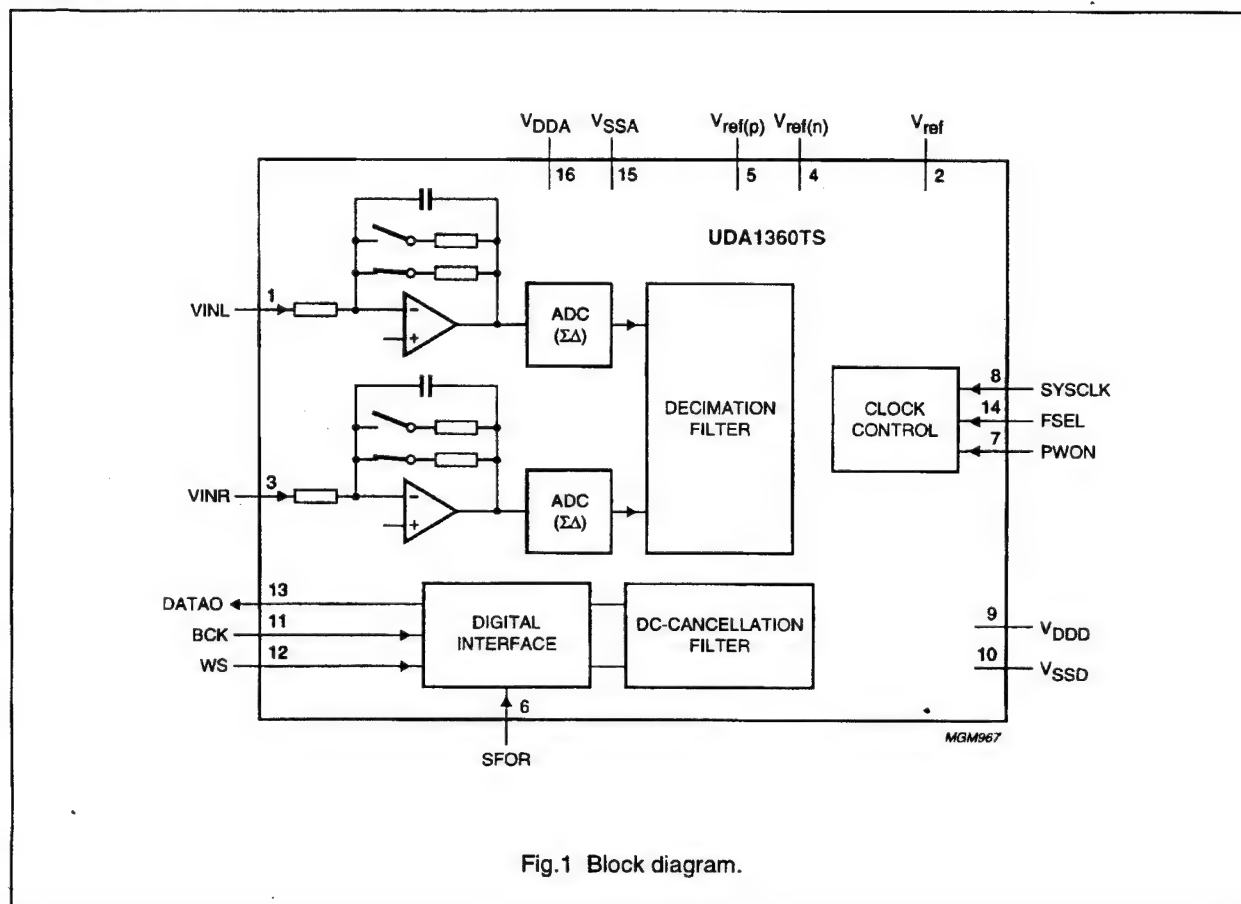 VDDA VSSA Vref(p) Vref(n) Vref
16 15 5 4 2
UDA1360TS
VINL 1
− +
ADC
(ΣΔ)
DECIMATION
FILTER
CLOCK
CONTROL
8 SYSCLK
14 FSEL
7 PWON
VINR 3
− +
ADC
(ΣΔ)
DATAO 13
BCK 11
WS 12
DIGITAL
INTERFACE
DC-CANCELLATION
FILTER
9 VDDD
10 VSSD
6
SFOR
MGM967
Fig.1 Block diagram.